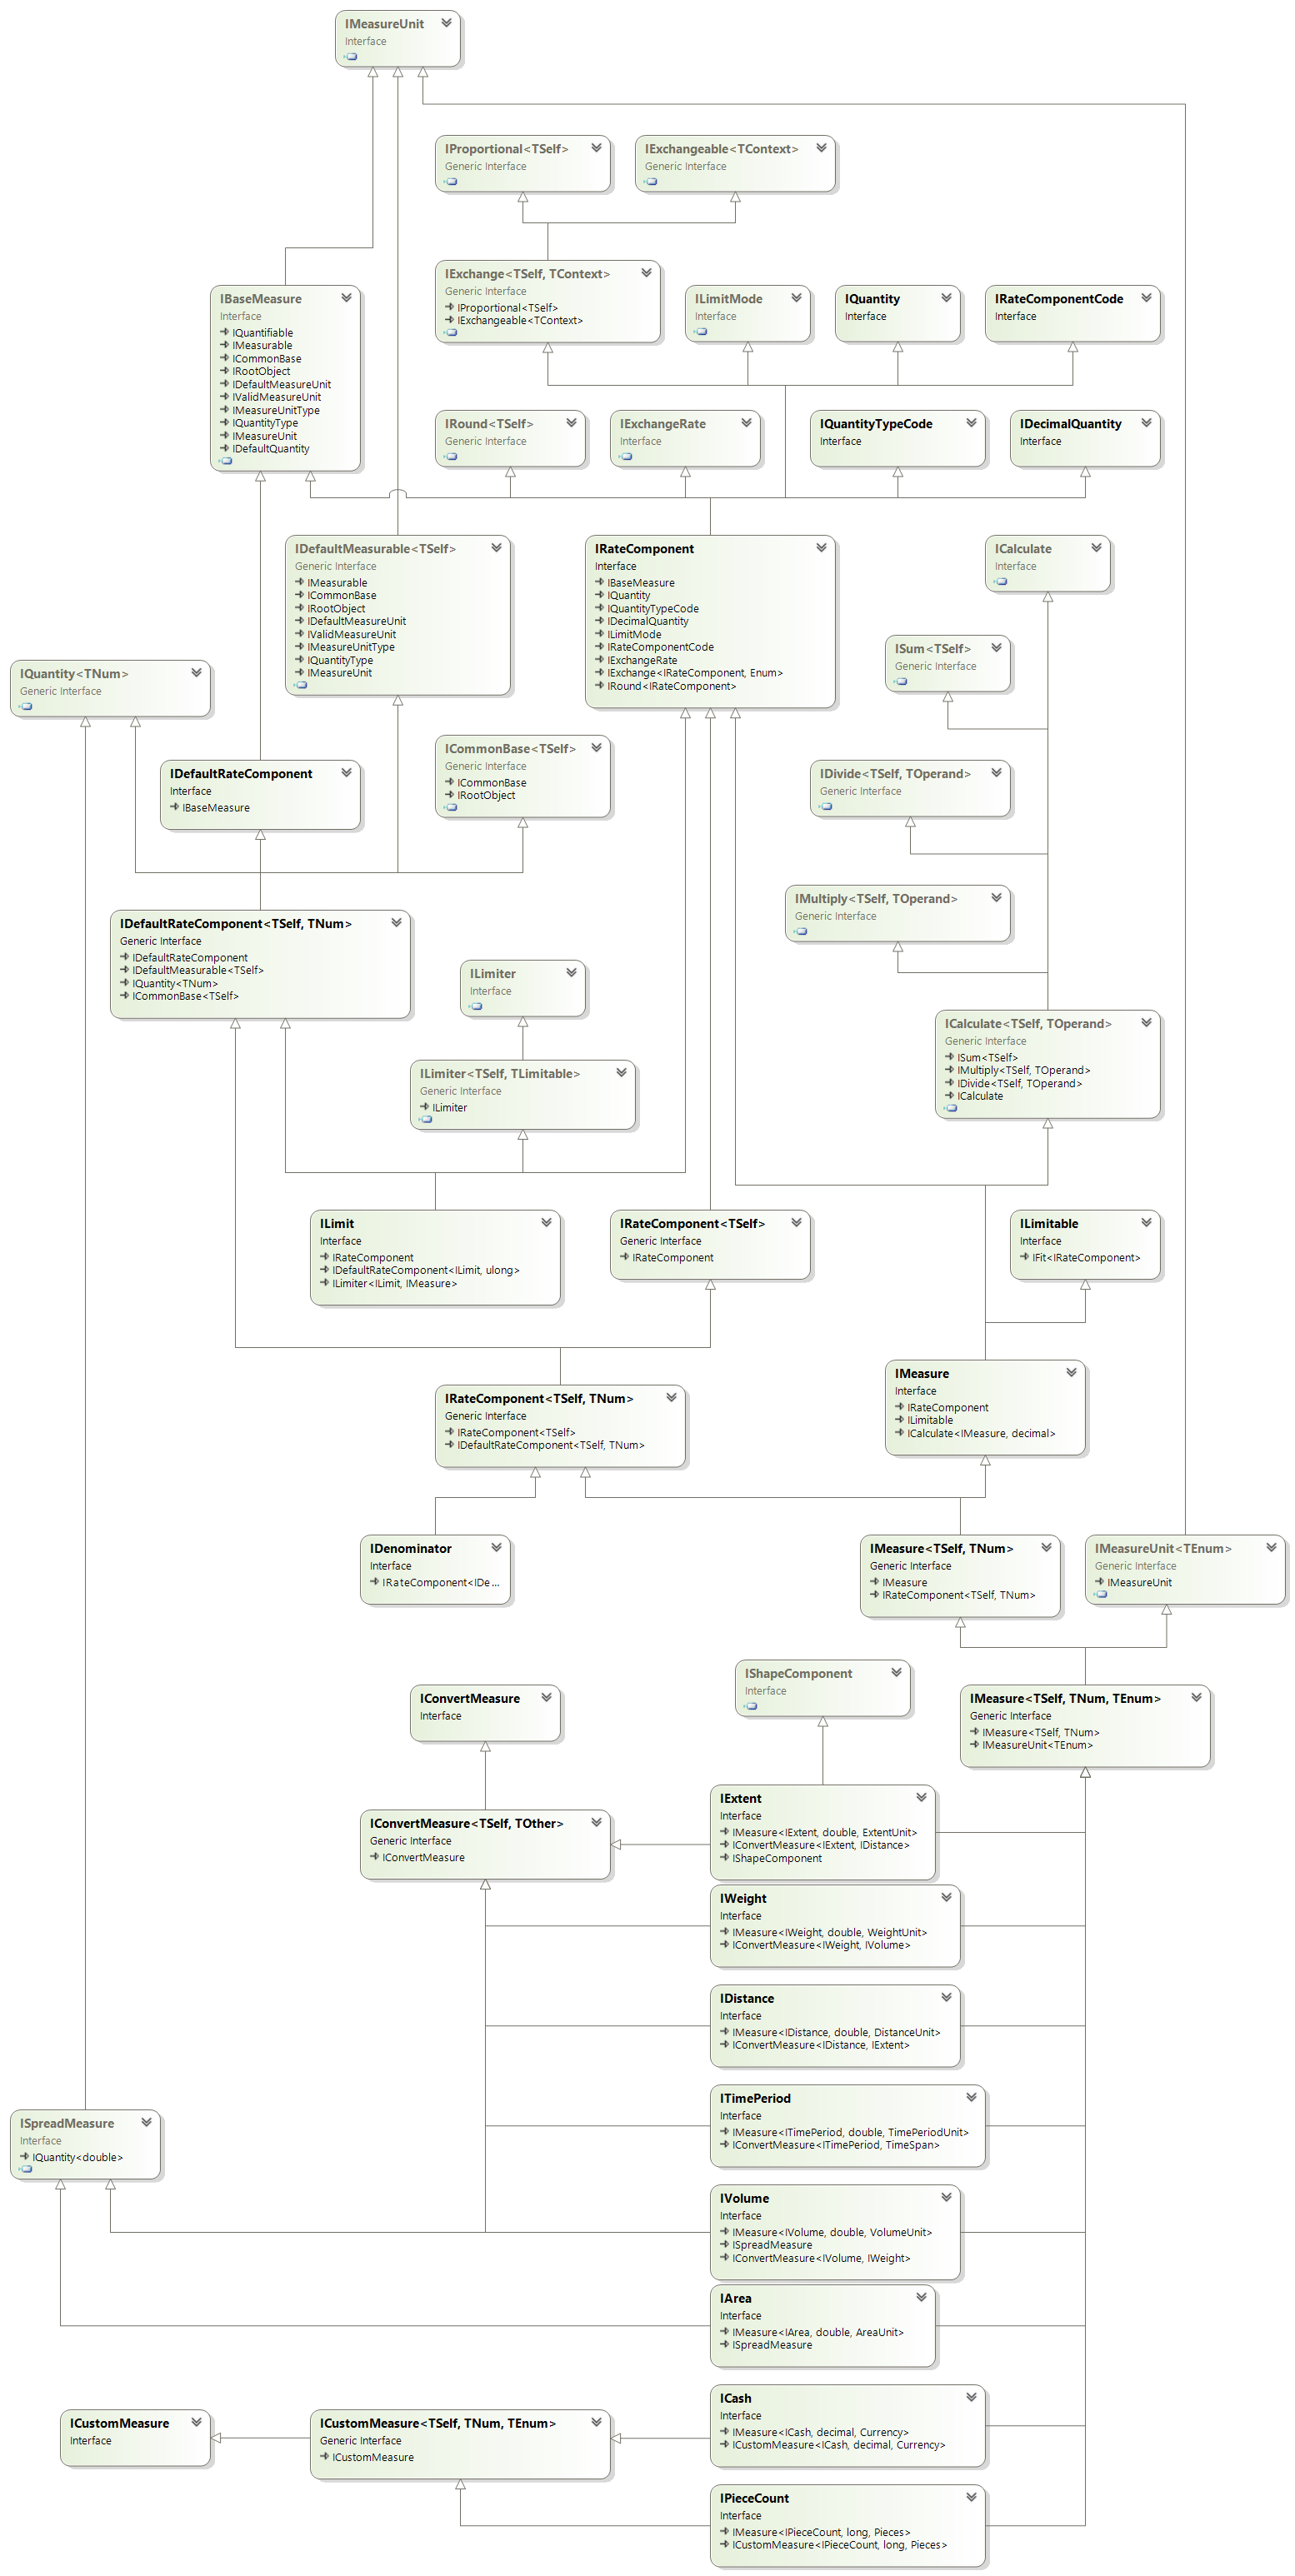 IMeasureUnit
Interface
IProportional<TSelf>
Generic Interface
IExchangeable<TContext>
Generic Interface
IExchange<TSelf, TContext>
Generic Interface
IProportional<TSelf>
IExchangeable<TContext>
IBaseMeasure
Interface
IQuantifiable
IMeasurable
ICommonBase
IRootObject
IDefaultMeasureUnit
IValidMeasureUnit
IMeasureUnitType
IQuantityType
IMeasureUnit
IDefaultQuantity
ILimitMode
Interface
IQuantity
Interface
IRateComponentCode
Interface
IRound<TSelf>
Generic Interface
IExchangeRate
Interface
IQuantityTypeCode
Interface
IDecimalQuantity
Interface
IDefaultMeasurable<TSelf>
Generic Interface
IMeasurable
ICommonBase
IRootObject
IDefaultMeasureUnit
IValidMeasureUnit
IMeasureUnitType
IQuantityType
IMeasureUnit
IRateComponent
Interface
IBaseMeasure
IQuantity
IQuantityTypeCode
IDecimalQuantity
ILimitMode
IRateComponentCode
IExchangeRate
IExchange<IRateComponent, Enum>
IRound<IRateComponent>
ICalculate
Interface
ISum<TSelf>
Generic Interface
IQuantity<TNum>
Generic Interface
ICommonBase<TSelf>
Generic Interface
ICommonBase
IRootObject
IDefaultRateComponent
Interface
IBaseMeasure
IDivide<TSelf, TOperand>
Generic Interface
IMultiply<TSelf, TOperand>
Generic Interface
IDefaultRateComponent<TSelf, TNum>
Generic Interface
IDefaultRateComponent
IDefaultMeasurable<TSelf>
IQuantity<TNum>
ICommonBase<TSelf>
ILimiter
Interface
ICalculate<TSelf, TOperand>
Generic Interface
ISum<TSelf>
IMultiply<TSelf, TOperand>
IDivide<TSelf, TOperand>
ICalculate
ILimiter<TSelf, TLimitable>
Generic Interface
ILimiter
ILimit
Interface
IRateComponent
IDefaultRateComponent<ILimit, ulong>
ILimiter<ILimit, IMeasure>
IRateComponent<TSelf>
Generic Interface
IRateComponent
ILimitable
Interface
IFit<IRateComponent>
IMeasure
Interface
IRateComponent
ILimitable
ICalculate<IMeasure, decimal>
IRateComponent<TSelf, TNum>
Generic Interface
IRateComponent<TSelf>
IDefaultRateComponent<TSelf, TNum>
IDenominator
Interface
IRateComponent<IDe ...
IMeasure<TSelf, TNum>
Generic Interface
IMeasure
IRateComponent<TSelf, TNum>
IMeasureUnit<TEnum>
Generic Interface
IMeasureUnit
IShapeComponent
Interface
IConvertMeasure
Interface
IMeasure<TSelf, TNum, TEnum>
Generic Interface
IMeasure<TSelf, TNum>
IMeasureUnit<TEnum>
IExtent
Interface
IMeasure<IExtent, double, ExtentUnit>
IConvertMeasure<IExtent, IDistance>
IShapeComponent
IConvertMeasure<TSelf, TOther>
Generic Interface
IConvertMeasure
IWeight
Interface
IMeasure<IWeight, double, WeightUnit>
IConvertMeasure<IWeight, IVolume>
IDistance
Interface
IMeasure<IDistance, double, DistanceUnit>
IConvertMeasure<IDistance, IExtent>
ITimePeriod
Interface
IMeasure<ITimePeriod, double, TimePeriodUnit>
IConvertMeasure<ITimePeriod, TimeSpan>
ISpreadMeasure
Interface
IQuantity<double>
IVolume
Interface
IMeasure<IVolume, double, VolumeUnit>
ISpreadMeasure
IConvertMeasure<IVolume, IWeight>
IArea
Interface
IMeasure<IArea, double, AreaUnit>
ISpreadMeasure
ICash
Interface
IMeasure<ICash, decimal, Currency>
ICustomMeasure<ICash, decimal, Currency>
ICustomMeasure
Interface
ICustomMeasure<TSelf, TNum, TEnum>
Generic Interface
ICustomMeasure
IPieceCount
Interface
IMeasure<IPieceCount, long, Pieces>
ICustomMeasure<IPieceCount, long, Pieces>